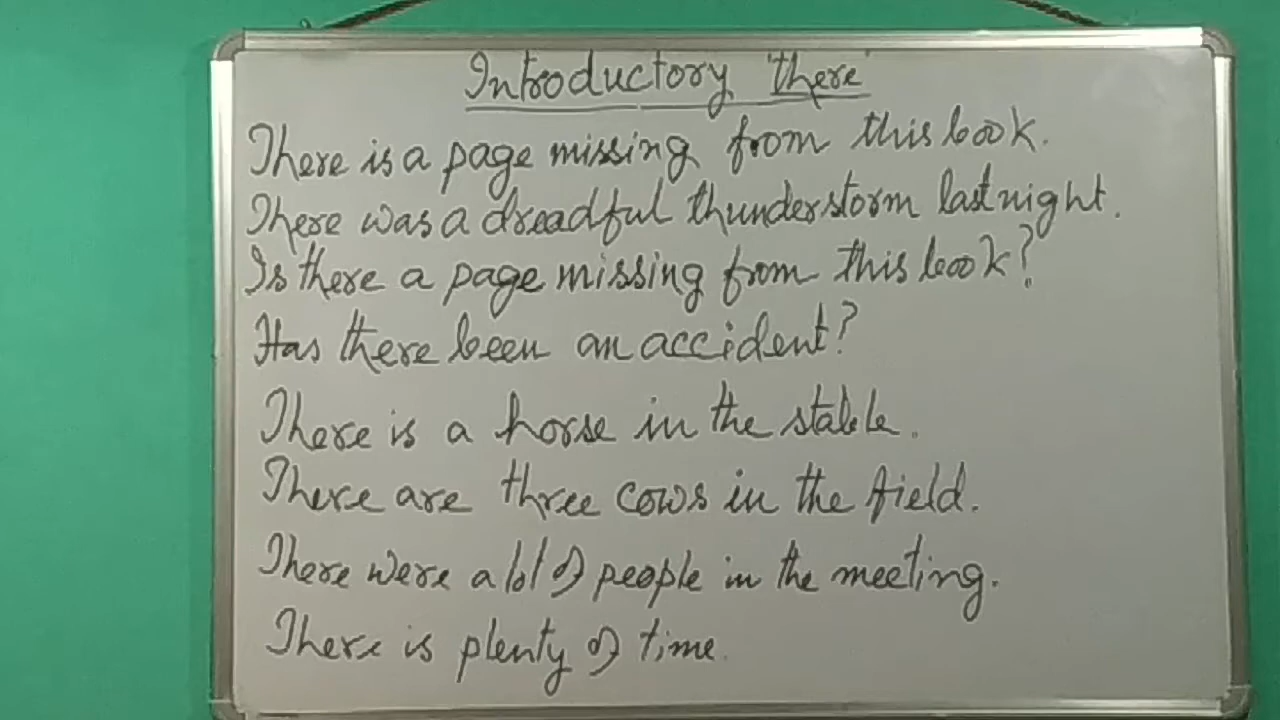 Introductory 'there'
There is a page missing from this book.
There was a dreadful thunderstorm last night.
Is there a page missing from this book?
Has there been an accident?
There is a horse in the stable.
There are three cows in the field.
There were a lot of people in the meeting.
There is plenty of time.